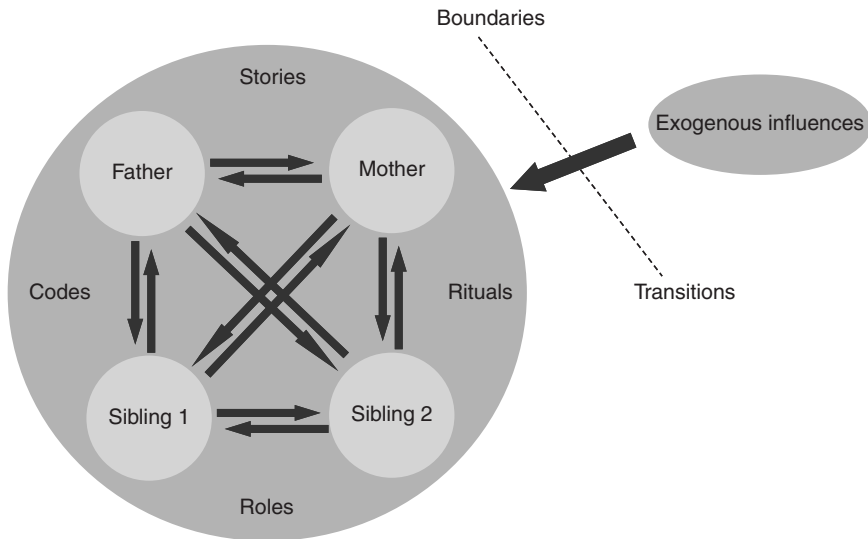 Boundaries
Stories
Exogenous influences
Father
Mother
Codes
Rituals
Transitions
Sibling 1
Sibling 2
Roles